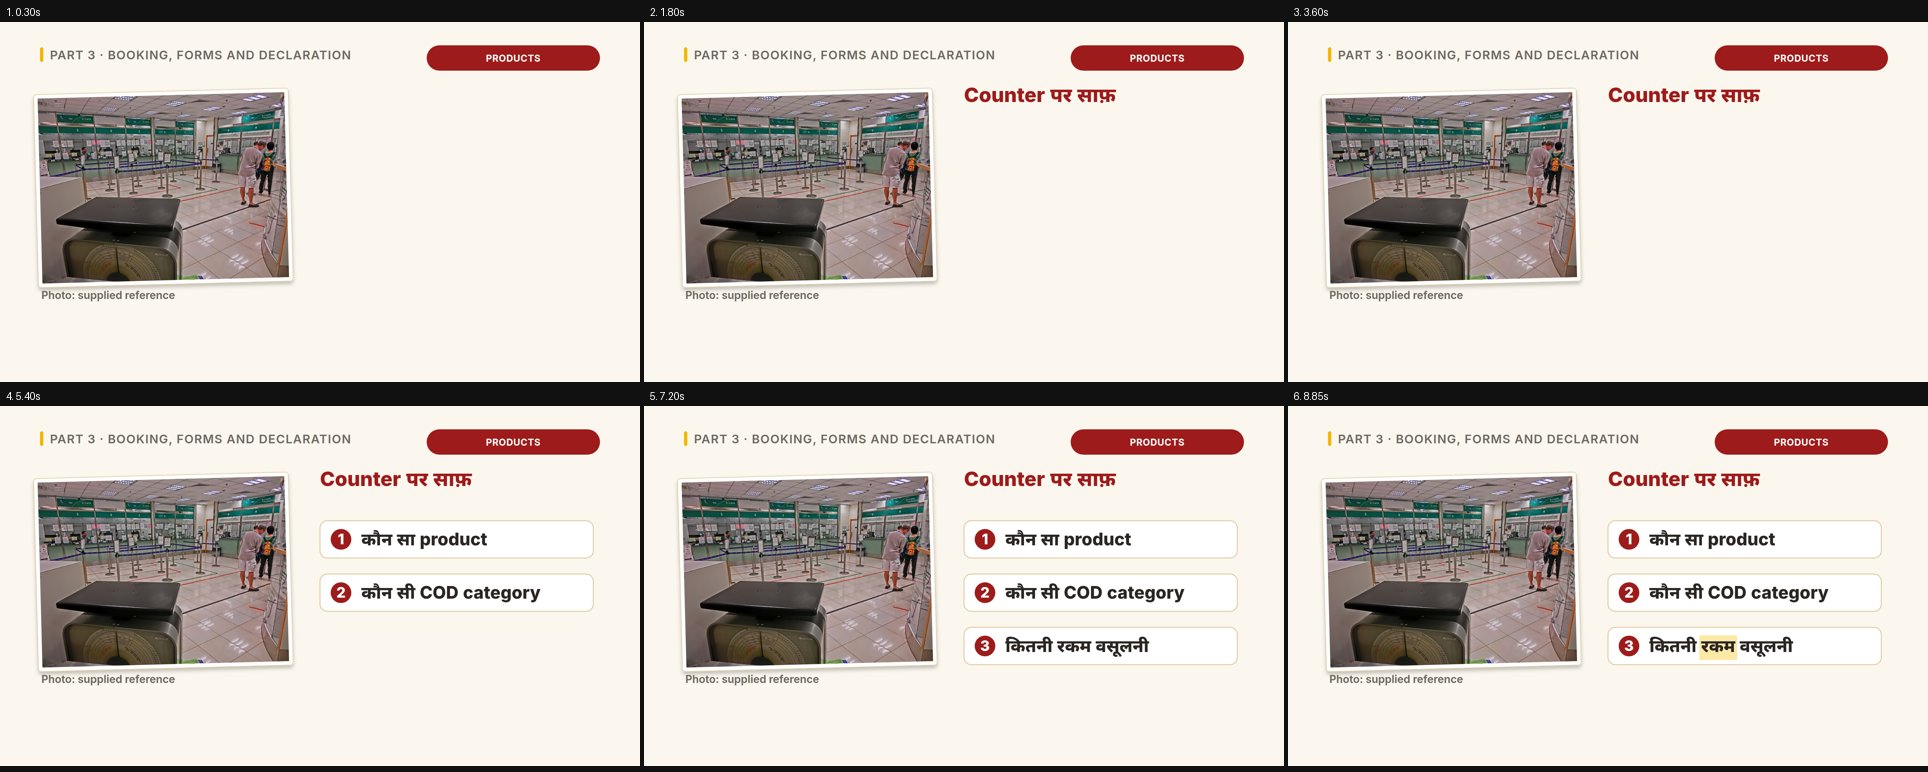 1. 0.30s
PART 3 · BOOKING, FORMS AND DECLARATION
PRODUCTS
Photo: supplied reference
2. 1.80s
PART 3 · BOOKING, FORMS AND DECLARATION
PRODUCTS
Counter पर साफ़
Photo: supplied reference
3. 3.60s
PART 3 · BOOKING, FORMS AND DECLARATION
PRODUCTS
Counter पर साफ़
Photo: supplied reference
4. 5.40s
PART 3 · BOOKING, FORMS AND DECLARATION
PRODUCTS
Counter पर साफ़
1 कौन सा product
2 कौन सी COD category
Photo: supplied reference
5. 7.20s
PART 3 · BOOKING, FORMS AND DECLARATION
PRODUCTS
Counter पर साफ़
1 कौन सा product
2 कौन सी COD category
3 कितनी रकम वसूलनी
Photo: supplied reference
6. 8.85s
PART 3 · BOOKING, FORMS AND DECLARATION
PRODUCTS
Counter पर साफ़
1 कौन सा product
2 कौन सी COD category
3 कितनी रकम वसूलनी
Photo: supplied reference